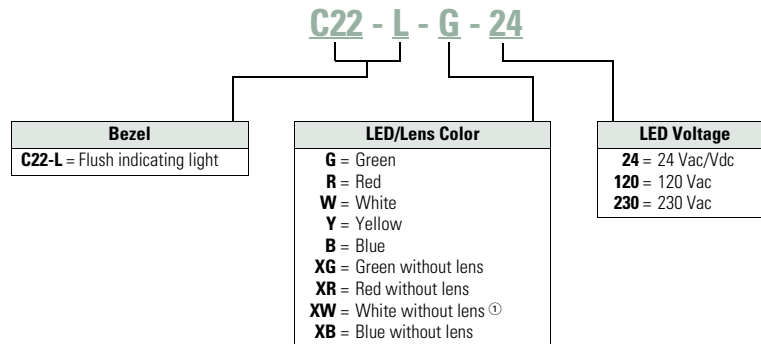 C22 - L - G - 24
Bezel
C22-L = Flush indicating light
LED/Lens Color
G = Green
R = Red
W = White
Y = Yellow
B = Blue
XG = Green without lens
XR = Red without lens
XW = White without lens ①
XB = Blue without lens
LED Voltage
24 = 24 Vac/Vdc
120 = 120 Vac
230 = 230 Vac